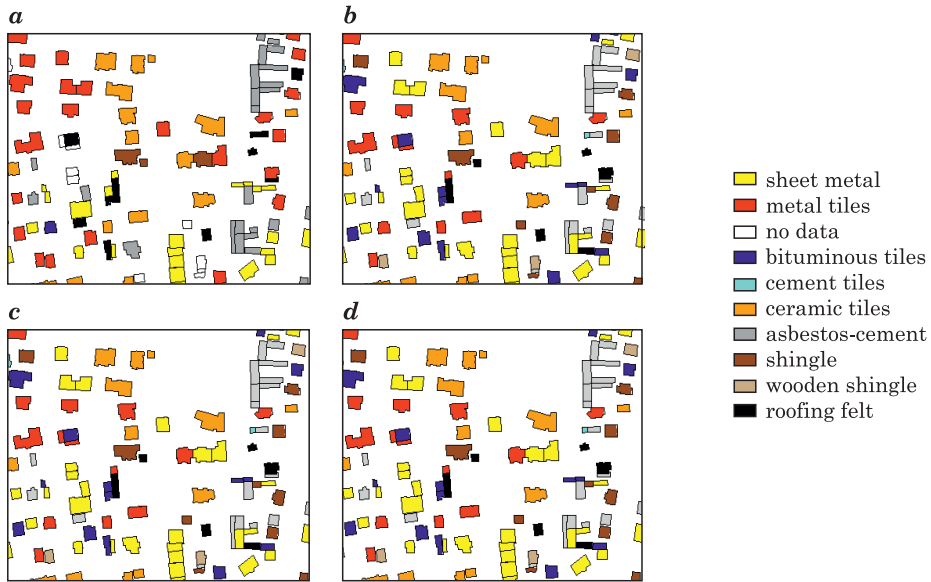 a
b
c
d
sheet metal
metal tiles
no data
bituminous tiles
cement tiles
ceramic tiles
asbestos-cement
shingle
wooden shingle
roofing felt